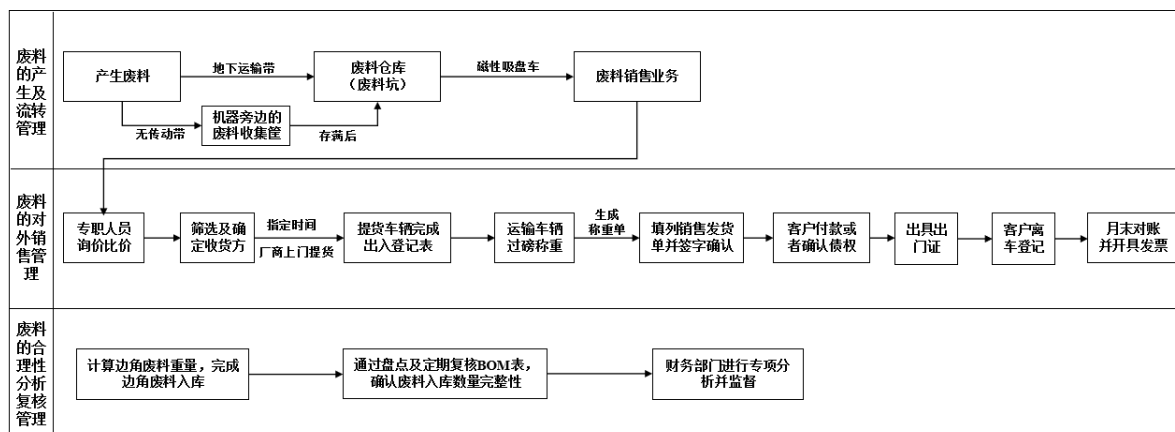 废料
的产
生及
流转
管理
产生废料
地下运输带
废料仓库
（废料坑）
磁性吸盘车
废料销售业务
无传动带
机器旁边的
废料收集筐
存满后
废料
的对
外销
售管
理
专职人员
询价比价
筛选及确
定收货方
指定时间
厂商上门提货
提货车辆完成
出入登记表
运输车辆
过磅称重
生成
称重单
填列销售发货
单并签字确认
客户付款或
者确认债权
出具出
门证
客户离
车登记
月末对账
并开具发票
废料
的合
理性
分析
复核
管理
计算边角废料重量，完成
边角废料入库
通过盘点及定期复核BOM表，
确认废料入库数量完整性
财务部门进行专项分
析并监督